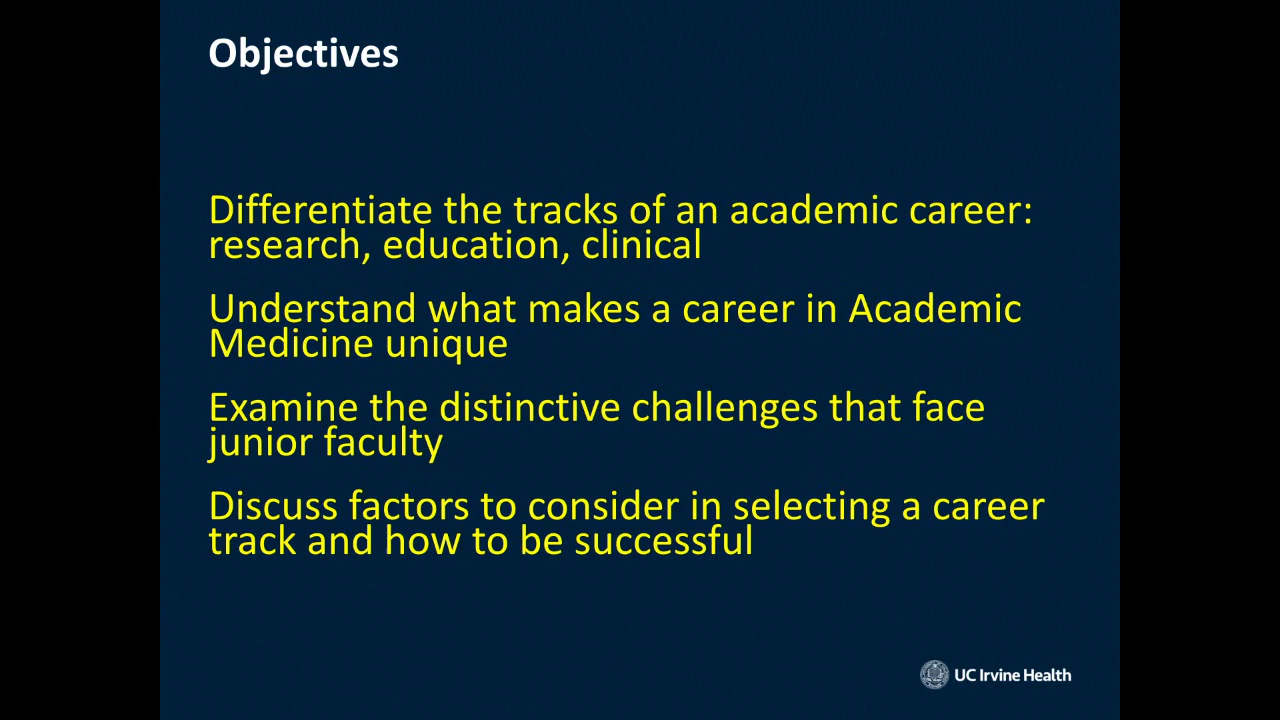 Objectives
Differentiate the tracks of an academic career:
research, education, clinical
Understand what makes a career in Academic
Medicine unique
Examine the distinctive challenges that face
junior faculty
Discuss factors to consider in selecting a career
track and how to be successful
UC Irvine Health